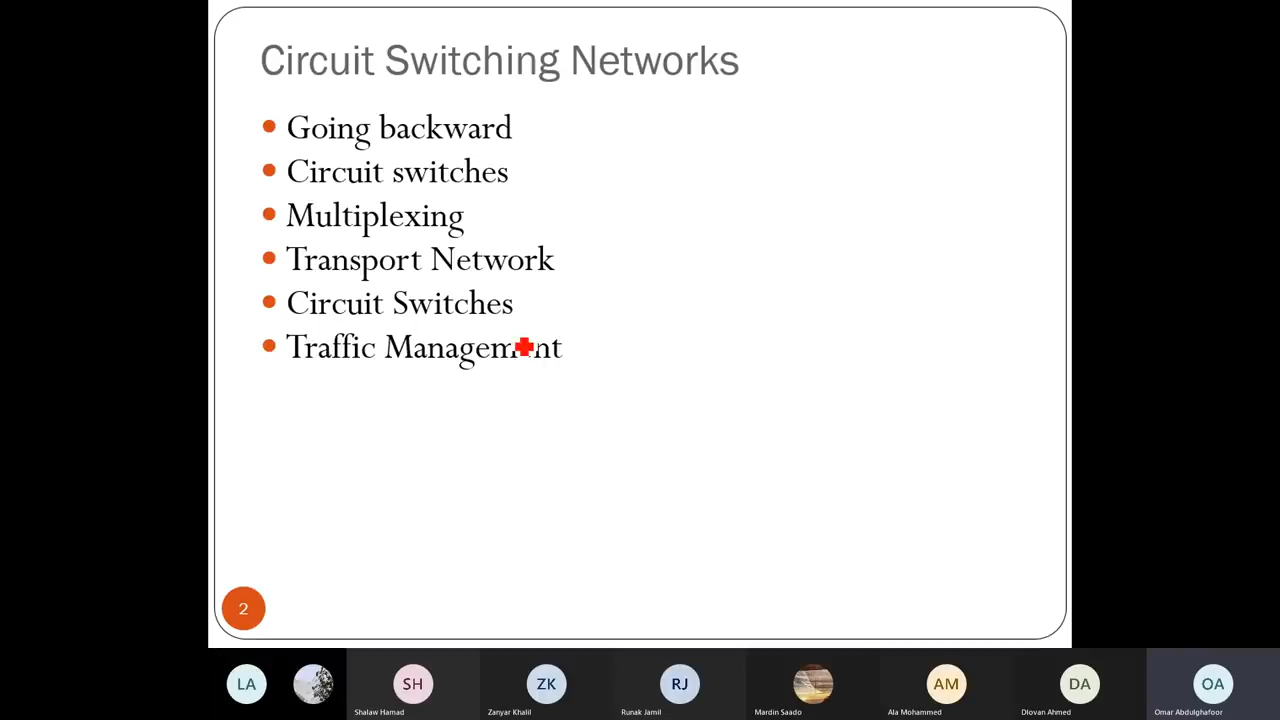 Circuit Switching Networks
Going backward
Circuit switches
Multiplexing
Transport Network
Circuit Switches
Traffic Management
2
LA
SH
ZK
RJ
AM
DA
OA
Shalaw Hamad
Zanyar Khalil
Runak Jamil
Mardin Saado
Ala Mohammed
Dlovan Ahmed
Omar Abdulghafoor